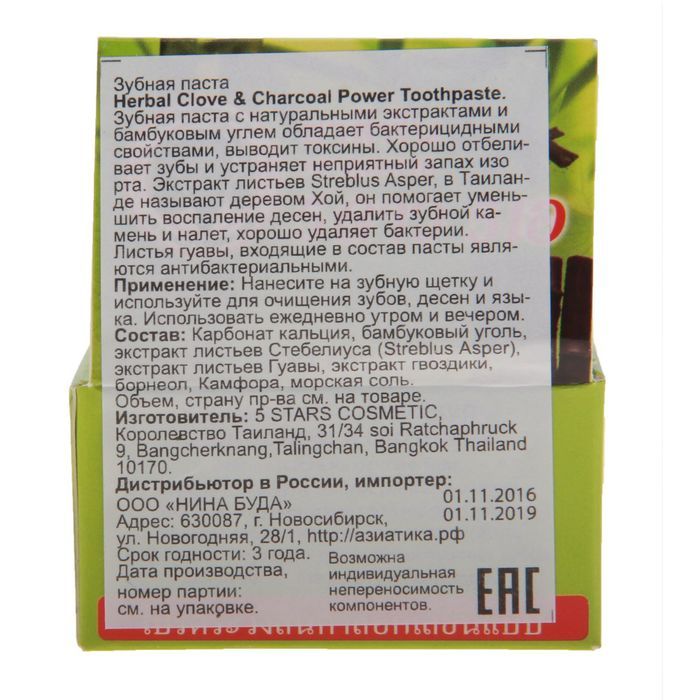 Зубная паста
Herbal Clove & Charcoal Power Toothpaste.
Зубная паста с натуральными экстрактами и
бамбуковым углем обладает бактерицидными
свойствами, выводит токсины. Хорошо отбели-
вает зубы и устраняет неприятный запах изо
рта. Экстракт листьев Streblus Asper, в Таилан-
де называют деревом Хой, он помогает умень-
шить воспаление десен, удалить зубной ка-
мень и налет, хорошо удаляет бактерии.
Листья гуавы, входящие в состав пасты явля-
ются антибактериальными.
Применение: Нанесите на зубную щетку и
используйте для очищения зубов, десен и язы-
ка. Использовать ежедневно утром и вечером.
Состав: Карбонат кальция, бамбуковый уголь,
экстракт листьев Стебелиуса (Streblus Asper),
экстракт листьев Гуавы, экстракт гвоздики,
борнеол, Камфора, морская соль.
Объем, страну пр-ва см. на товаре.
Изготовитель: 5 STARS COSMETIC,
Королевство Таиланд, 31/34 soi Ratchaphruck
9, Bangcherknang,Talingchan, Bangkok Thailand
10170.
Дистрибьютор в России, импортер:
ООО «НИНА БУДА» 01.11.2016
Адрес: 630087, г. Новосибирск, 01.11.2019
ул. Новогодняя, 28/1, http://азиатика.рф
Срок годности: 3 года.
Дата производства,
номер партии:
см. на упаковке.
Возможна
индивидуальная
непереносимость
компонентов.
EAC